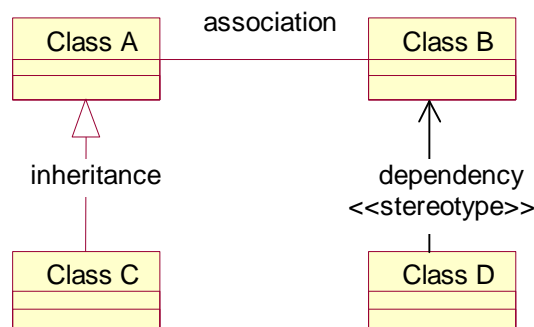 association
Class A
Class B
inheritance
dependency
<<stereotype>>
Class C
Class D